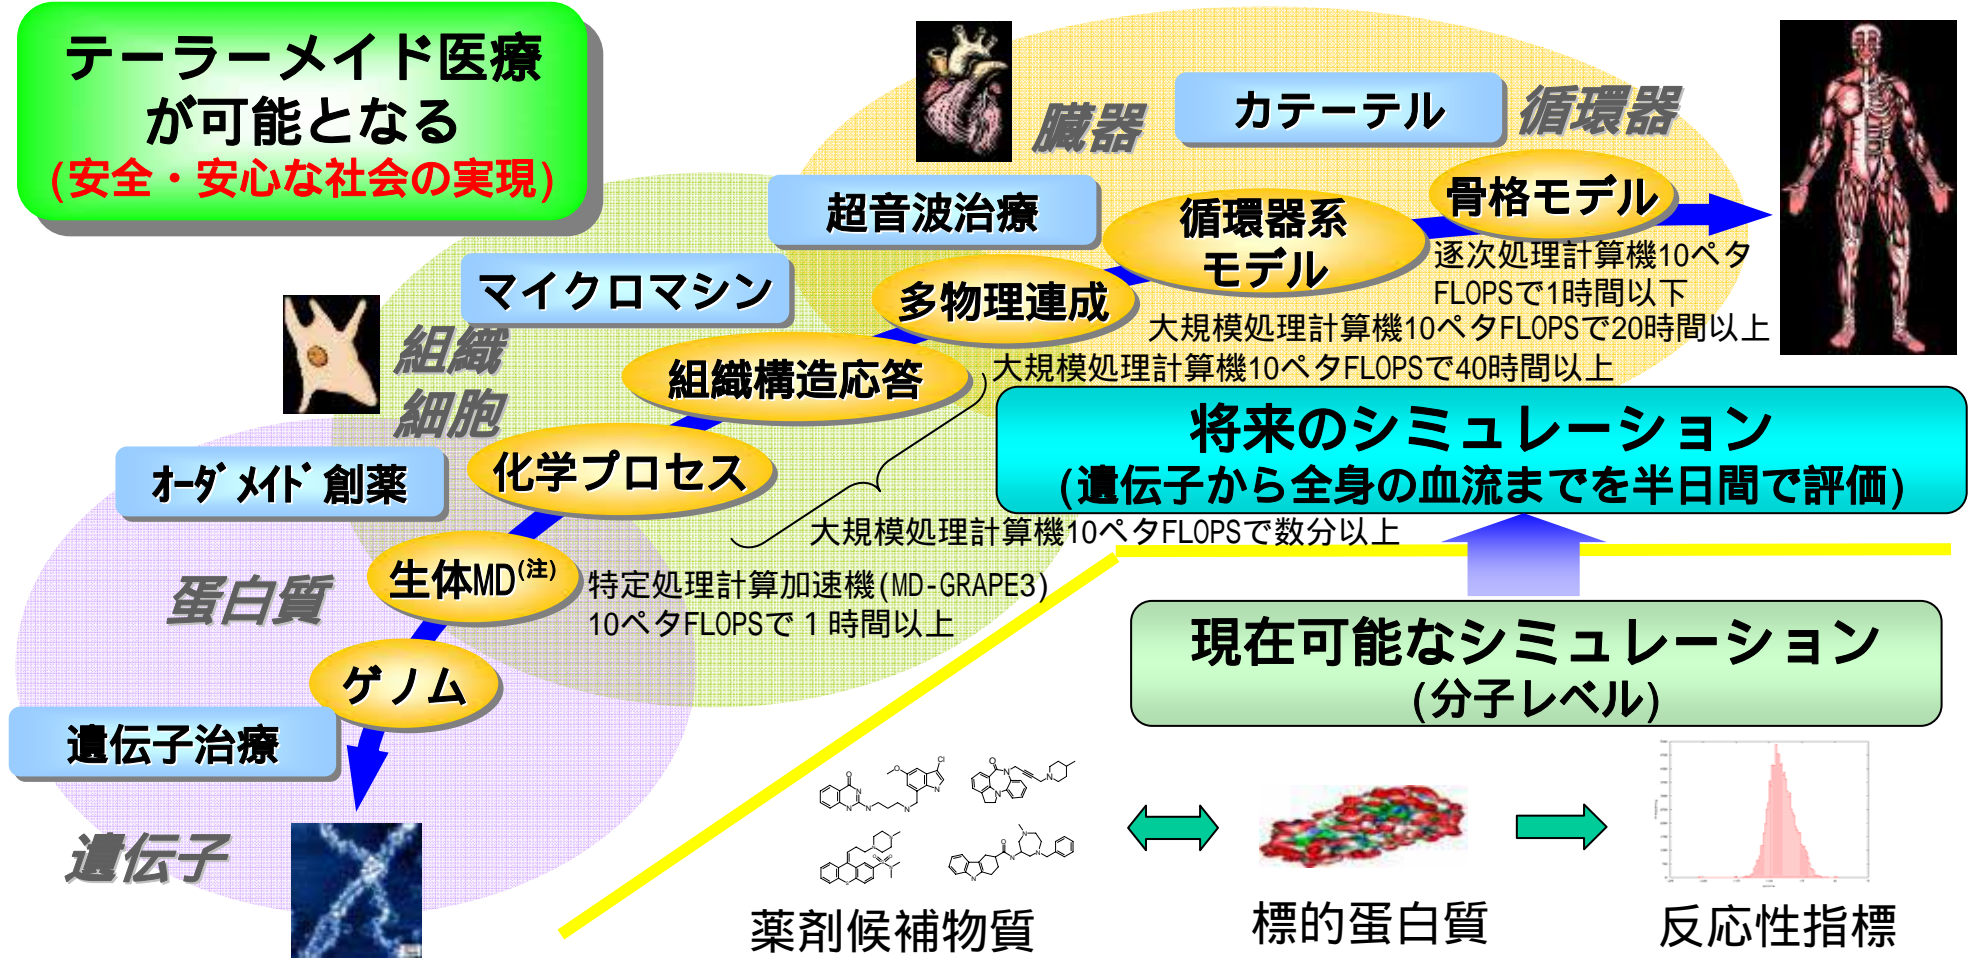 テーラーメイド医療
が可能となる
(安全・安心な社会の実現)
臓器
カテーテル
循環器
超音波治療
循環器系
モデル
骨格モデル
逐次処理計算機10ペタ
FLOPSで1時間以下
マイクロマシン
多物理連成
大規模処理計算機10ペタFLOPSで20時間以上
組織
細胞
組織構造応答
大規模処理計算機10ペタFLOPSで40時間以上
将来のシミュレーション
(遺伝子から全身の血流までを半日間で評価)
オーダメイド創薬
化学プロセス
大規模処理計算機10ペタFLOPSで数分以上
蛋白質
生体MD(注)
特定処理計算加速機(MD-GRAPE3)
10ペタFLOPSで１時間以上
現在可能なシミュレーション
(分子レベル)
ゲノム
遺伝子治療
遺伝子
薬剤候補物質
標的蛋白質
反応性指標